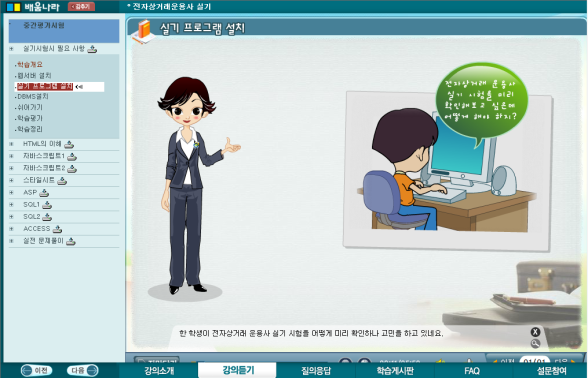 배움나라
감추기
* 전자상거래운용사 실기
중간평가시험
실기시험시 필요 사항
·학습개요
·웹서버 설치
·실기 프로그램 설치
·DBMS설치
·쉬어가기
·학습평가
·학습정리
HTML의 이해
자바스크립트1
자바스크립트2
스타일시트
ASP
SQL1
SQL2
ACCESS
실전 문제풀이
실기 프로그램 설치
전자상거래 운용사
실기 시험를 미리
확인해보고 싶은데
어떻게 해야 하지?
한 학생이 전자상거래 운용사 실기 시험를 어떻게 미리 확인하나 고민을 하고 있네요.
이전
01/01
다음
이전
다음
강의소개
강의듣기
질의응답
학습게시판
FAQ
설문참여